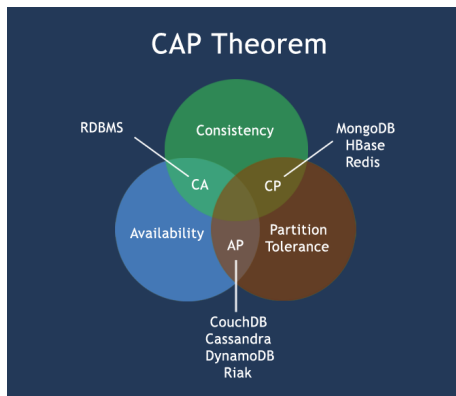 CAP Theorem
RDBMS
Consistency
MongoDB
HBase
Redis
CA
CP
Availability
Partition
Tolerance
AP
CouchDB
Cassandra
DynamoDB
Riak